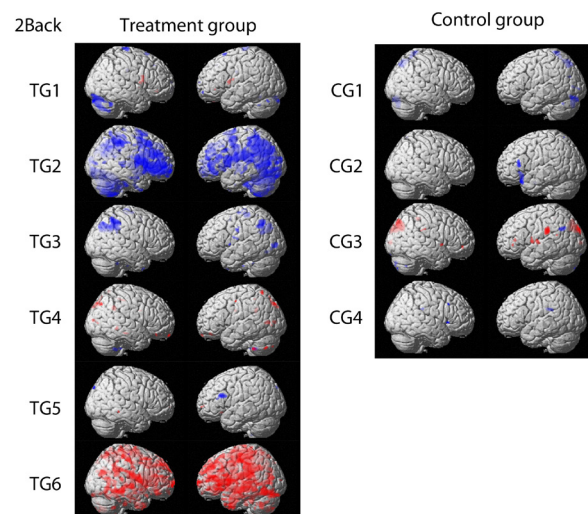 2Back
Treatment group
Control group
TG1
TG2
TG3
TG4
TG5
TG6
CG1
CG2
CG3
CG4